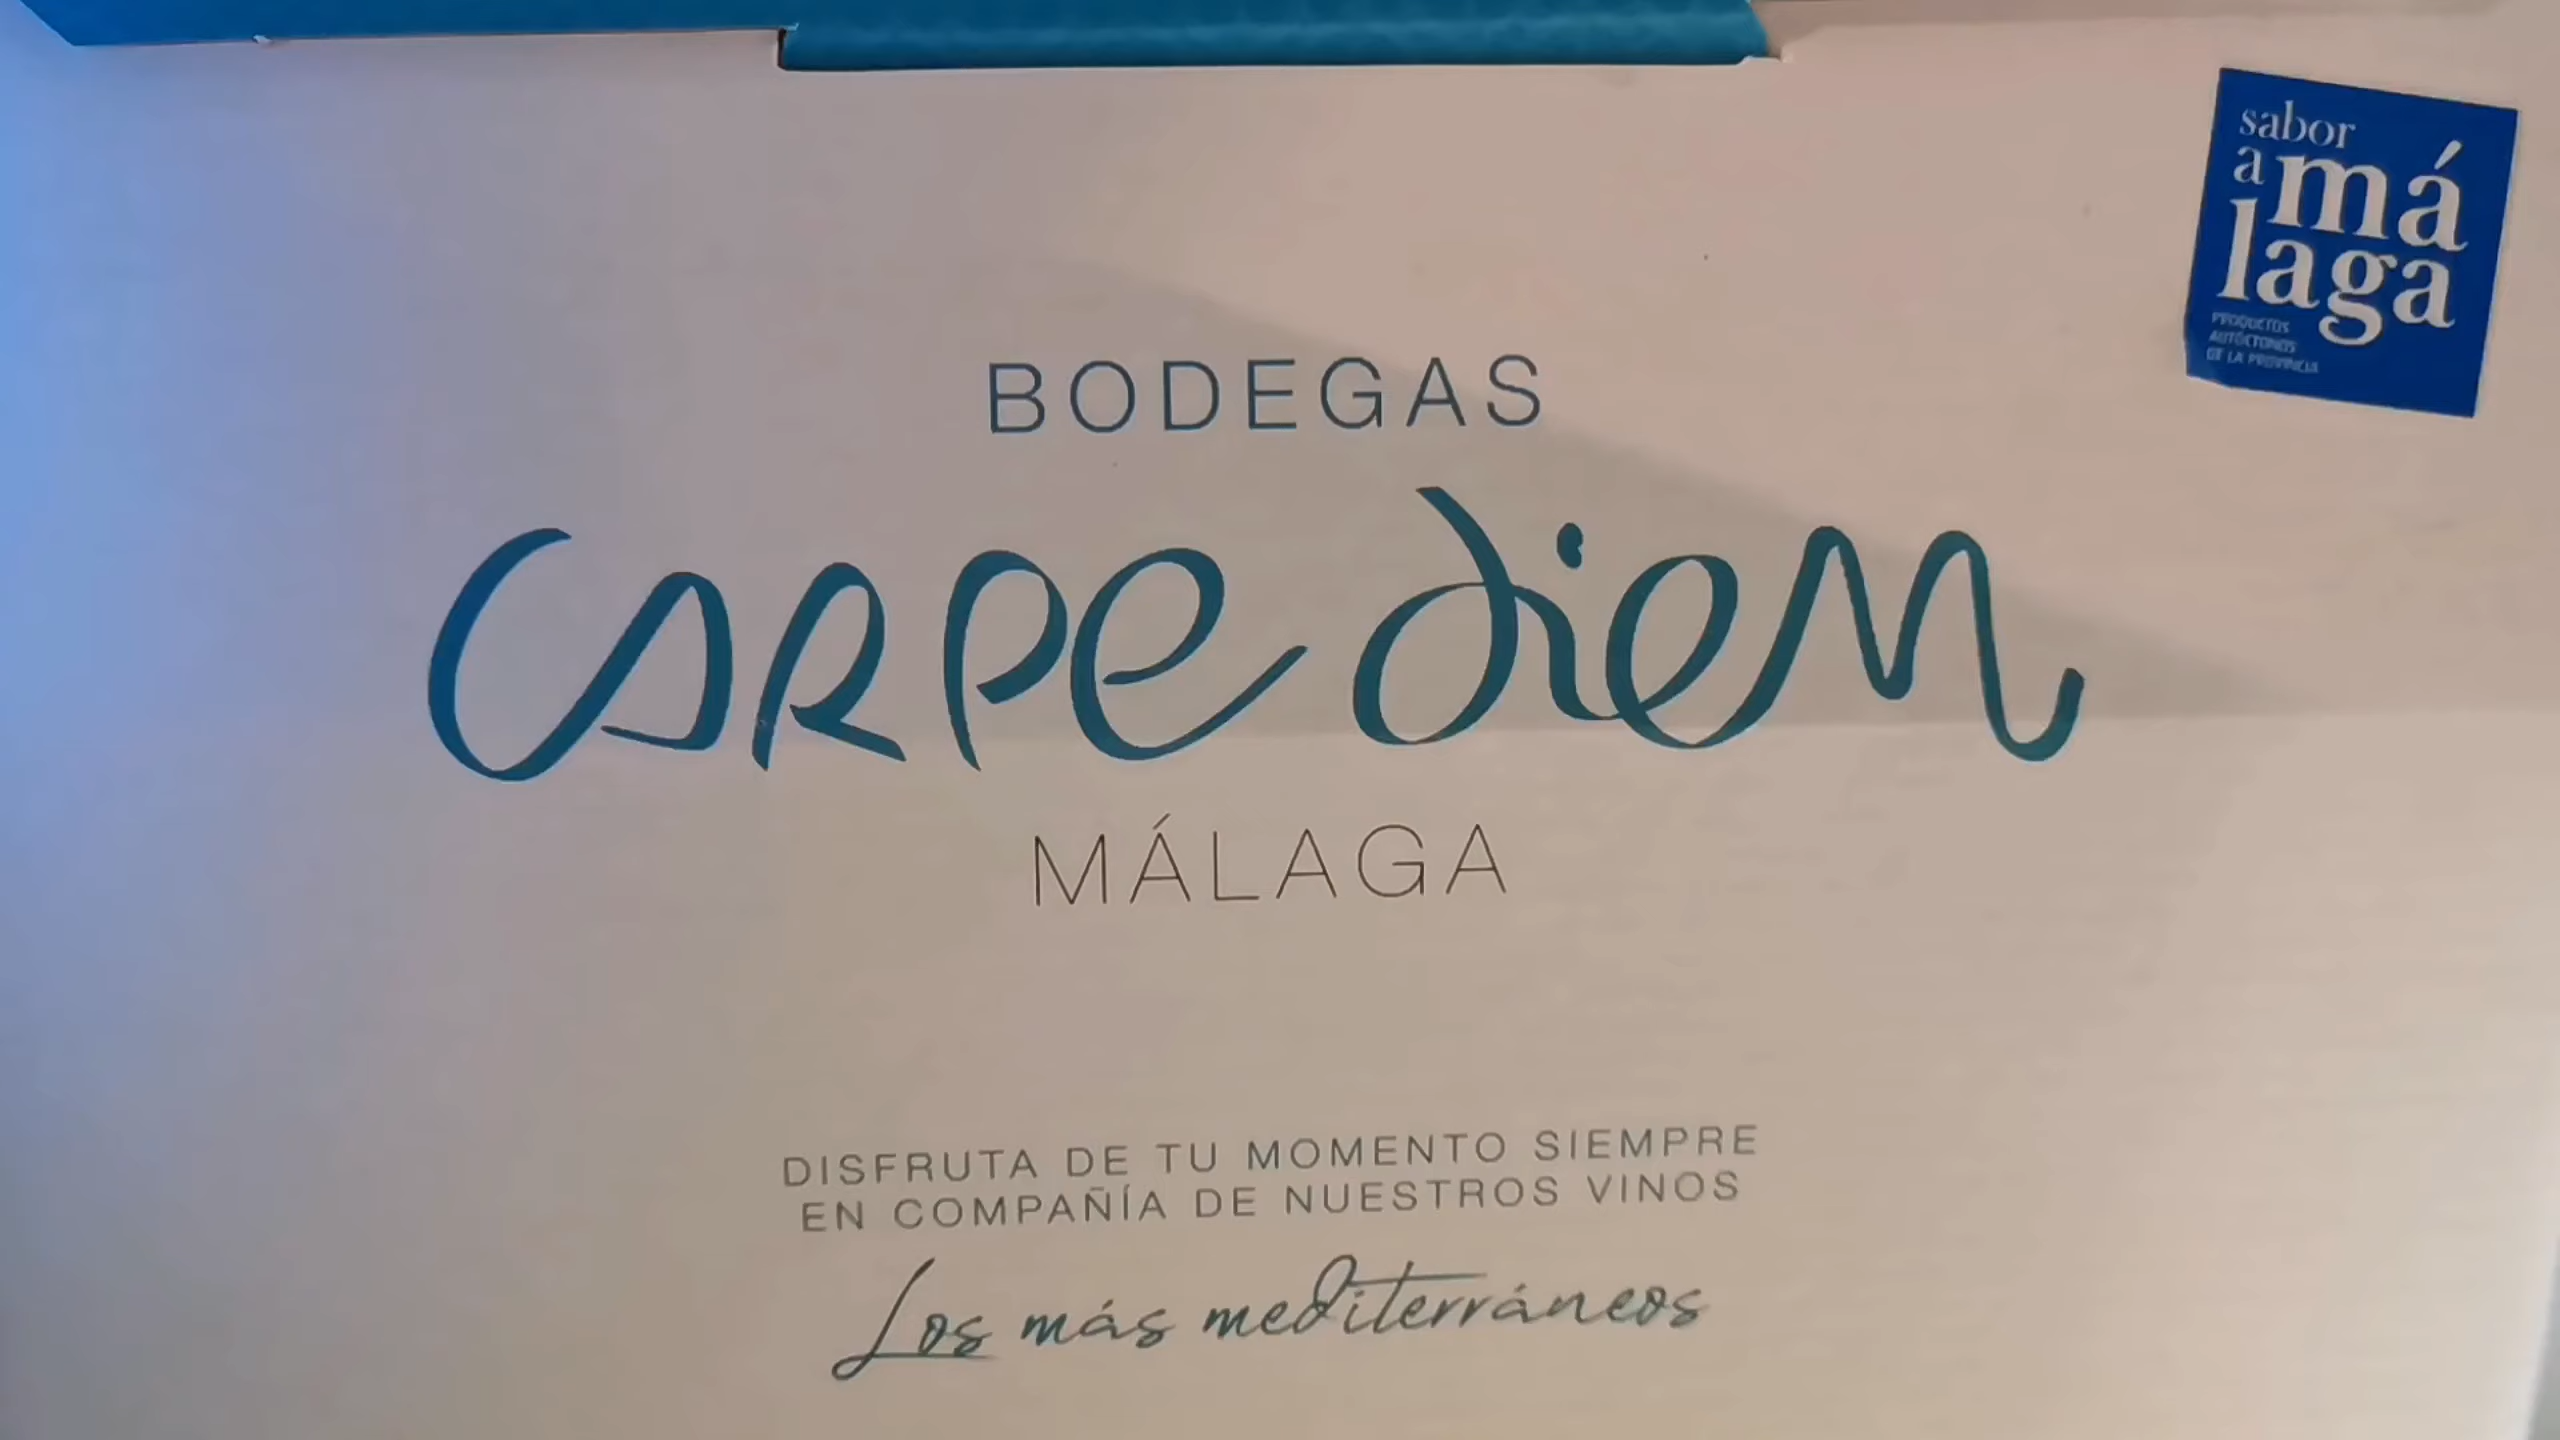 sabor
a má
laga
PRODUCTOS
AUTÓCTONOS
DE LA PROVINCIA
BODEGAS
CARPE DIEM
MÁLAGA
DISFRUTA DE TU MOMENTO SIEMPRE
EN COMPAÑÍA DE NUESTROS VINOS
Los más mediterráneos